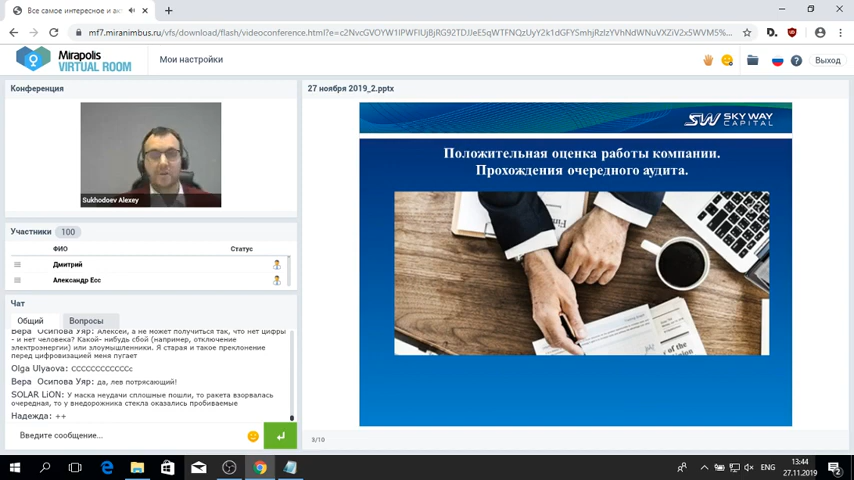 Все самое интересное и ак
mf7.miranimbus.ru/vfs/download/flash/videoconference.html?e=c2NvcGVOYW1lPWFlUjBjRG92TDJJeE5qWTFNQzUyY2k1dGFYSmhjRzlzYVhNdWNuVXZiV2x5WVM5%...
Mirapolis
VIRTUAL ROOM
Мои настройки
Выход
Конференция
Sukhodoev Alexey
Участники 100
ФИО Статус
Дмитрий
Александр Есс
Чат
Общий Вопросы
Вера Осипова Уяр: Алексей, а не может получиться так, что нет цифры
- и нет человека? Какой- нибудь сбой (например, отключение
электроэнергии) или злоумышленники. Я старая и такое преклонение
перед цифровизацией меня пугает
Olga Ulyaova: СССССССССССс
Вера Осипова Уяр: да, лев потрясающий!
SOLAR LiON: У маска неудачи сплошные пошли, то ракета взорвалась
очередная, то у внедорожника стекла оказались пробиваемые
Надежда: ++
Введите сообщение...
27 ноября 2019_2.pptx
SW SKY WAY
CAPITAL
Положительная оценка работы компании.
Прохождения очередного аудита.
3/10
ENG
13:44
27.11.2019
2